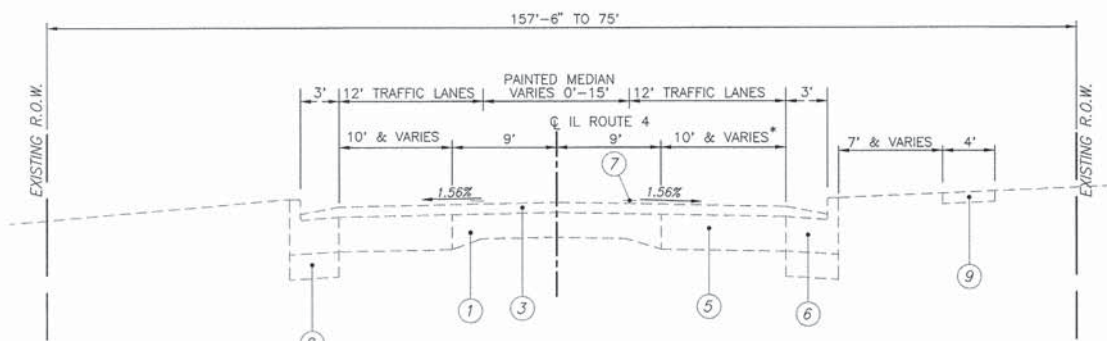 157'-6" TO 75'
PAINTED MEDIAN
3' 12' TRAFFIC LANES VARIES 0'-15' 12' TRAFFIC LANES 3'
℄ IL ROUTE 4
EXISTING R.O.W.
10' & VARIES 9' 9' 10' & VARIES* 7' & VARIES 4'
EXISTING R.O.W.
7
1.56% 1.56%
9
1 3 5 6